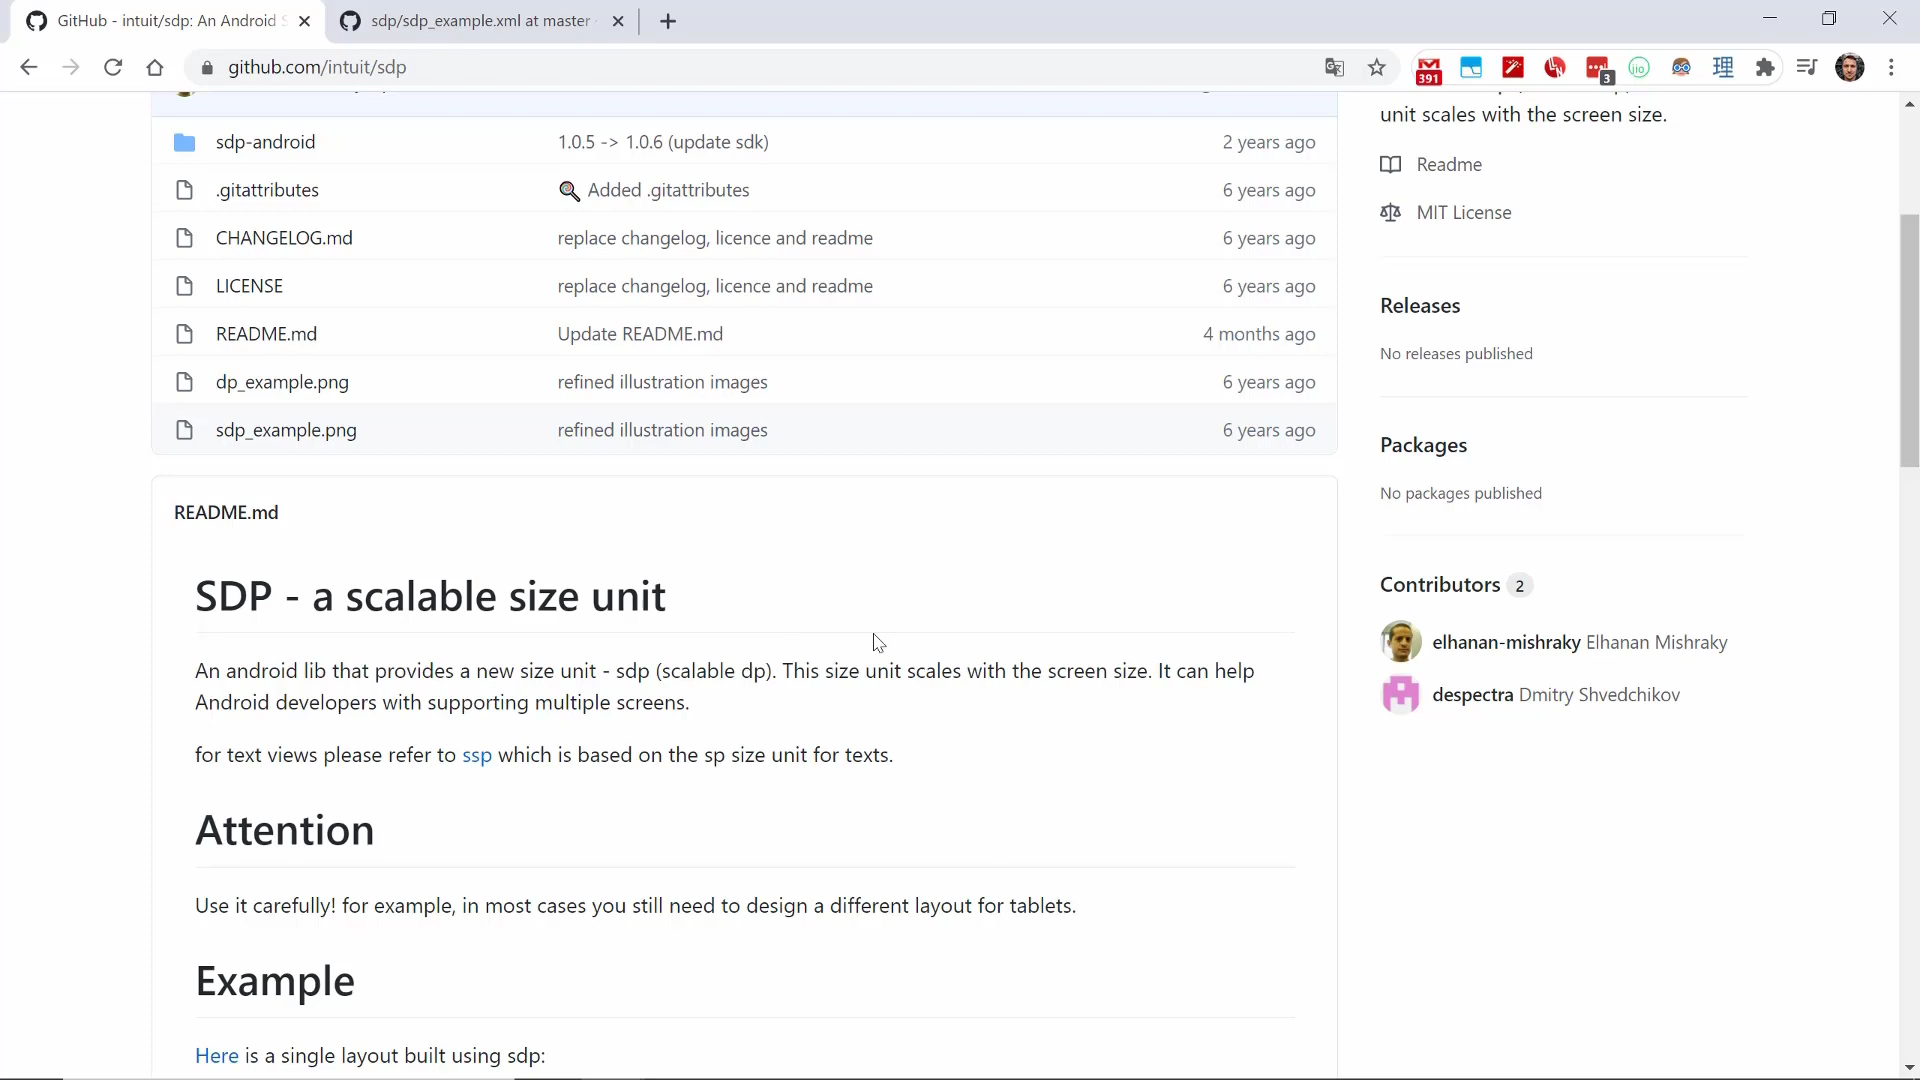 GitHub - intuit/sdp: An Android S
sdp/sdp_example.xml at master
github.com/intuit/sdp
391
3
jio
理
unit scales with the screen size.
sdp-android 1.0.5 -> 1.0.6 (update sdk) 2 years ago
.gitattributes Added .gitattributes 6 years ago
CHANGELOG.md replace changelog, licence and readme 6 years ago
LICENSE replace changelog, licence and readme 6 years ago
README.md Update README.md 4 months ago
dp_example.png refined illustration images 6 years ago
sdp_example.png refined illustration images 6 years ago
Readme
MIT License
Releases
No releases published
Packages
No packages published
Contributors 2
elhanan-mishraky Elhanan Mishraky
despectra Dmitry Shvedchikov
README.md
SDP - a scalable size unit
An android lib that provides a new size unit - sdp (scalable dp). This size unit scales with the screen size. It can help
Android developers with supporting multiple screens.
for text views please refer to ssp which is based on the sp size unit for texts.
Attention
Use it carefully! for example, in most cases you still need to design a different layout for tablets.
Example
Here is a single layout built using sdp: